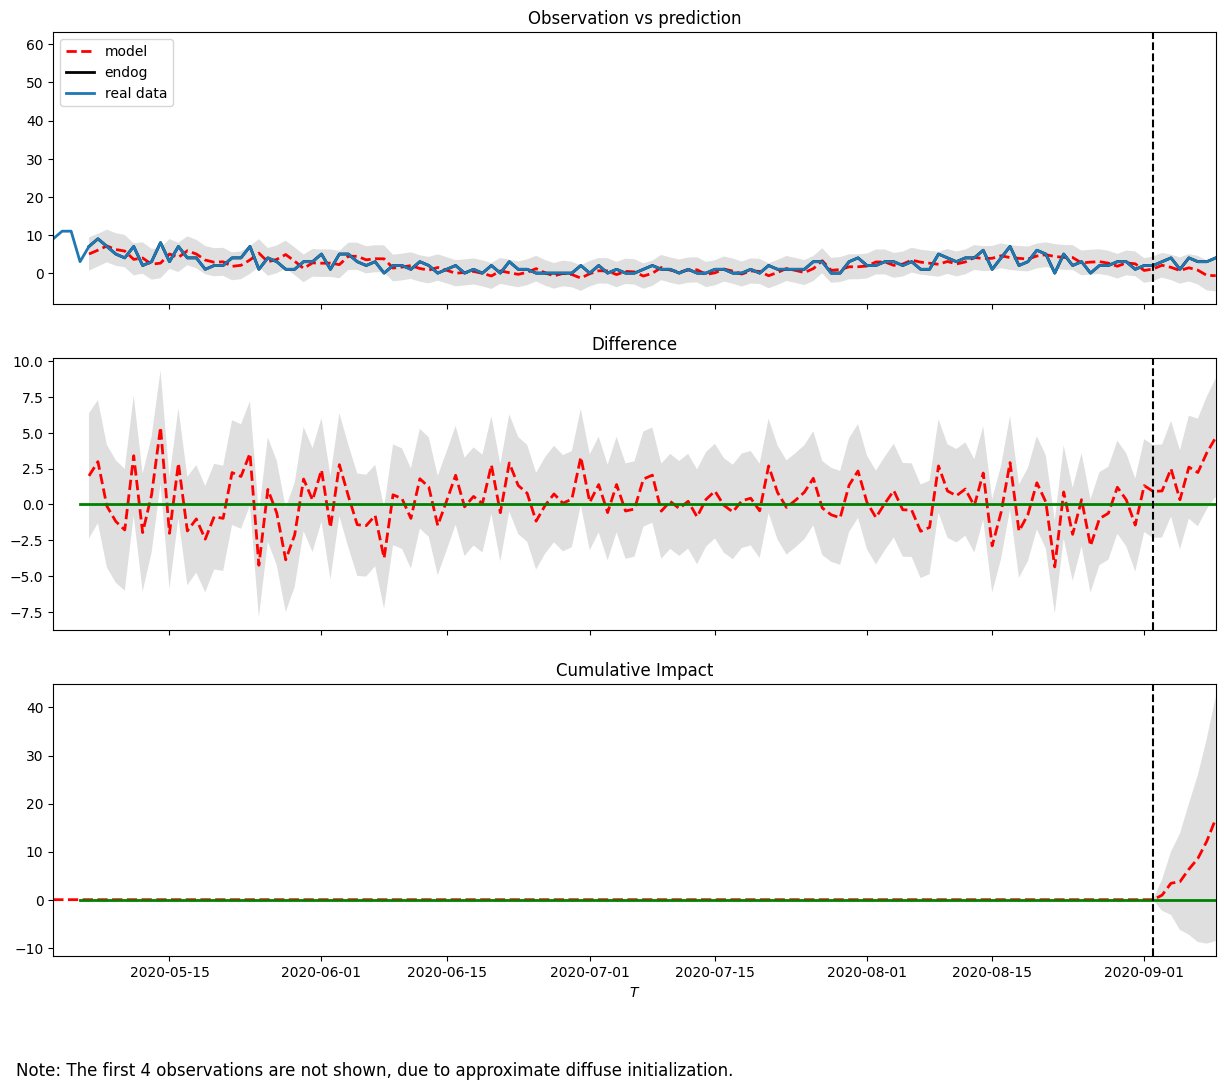 Observation vs prediction
60
50
40
30
20
10
0
model
endog
real data
Difference
10.0
7.5
5.0
2.5
0.0
−2.5
−5.0
−7.5
Cumulative Impact
40
30
20
10
0
−10
2020-05-15 2020-06-01 2020-06-15 2020-07-01 2020-07-15 2020-08-01 2020-08-15 2020-09-01
T
Note: The first 4 observations are not shown, due to approximate diffuse initialization.